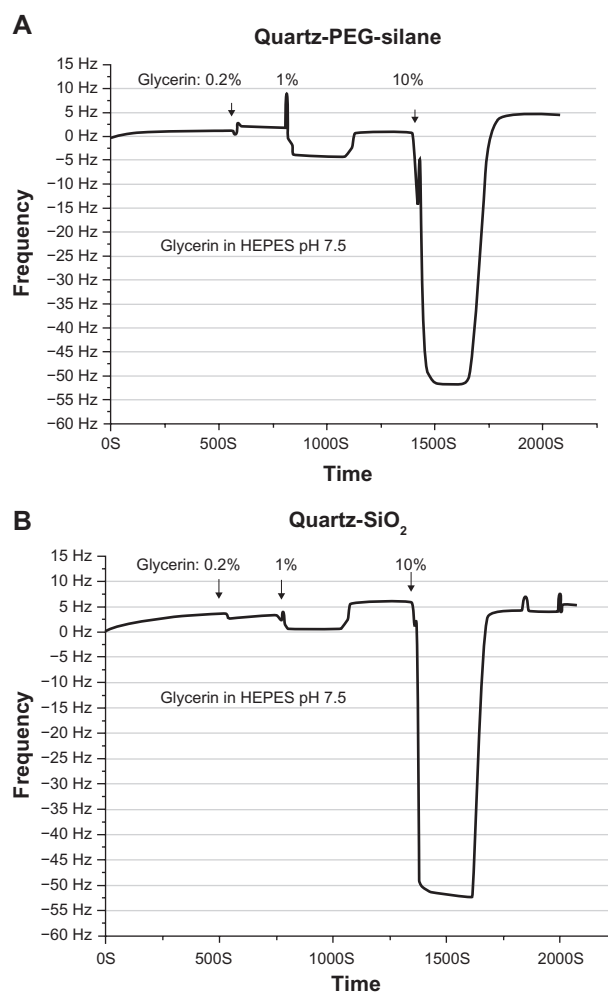 A
Quartz-PEG-silane
15 Hz
Glycerin: 0.2% 1% 10%
10 Hz
5 Hz
0 Hz
−5 Hz
−10 Hz
−15 Hz
−20 Hz
Glycerin in HEPES pH 7.5
−25 Hz
−30 Hz
−35 Hz
−40 Hz
−45 Hz
−50 Hz
−55 Hz
−60 Hz
Frequency
0S 500S 1000S 1500S 2000S
Time
B
Quartz-SiO₂
15 Hz
Glycerin: 0.2% 1% 10%
10 Hz
5 Hz
0 Hz
−5 Hz
−10 Hz
Glycerin in HEPES pH 7.5
−15 Hz
−20 Hz
−25 Hz
−30 Hz
−35 Hz
−40 Hz
−45 Hz
−50 Hz
−55 Hz
−60 Hz
Frequency
0S 500S 1000S 1500S 2000S
Time